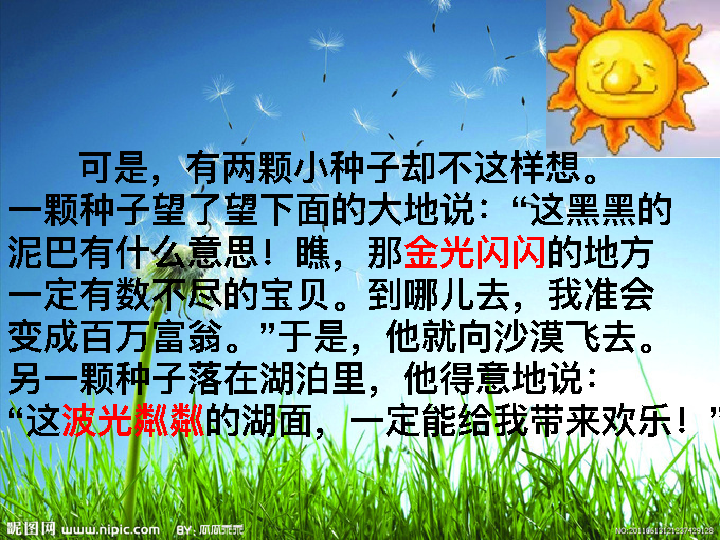 可是，有两颗小种子却不这样想。
一颗种子望了望下面的大地说：“这黑黑的
泥巴有什么意思！瞧，那金光闪闪的地方
一定有数不尽的宝贝。到哪儿去，我准会
变成百万富翁。”于是，他就向沙漠飞去。
另一颗种子落在湖泊里，他得意地说：
“这波光粼粼的湖面，一定能给我带来欢乐！”
昵图网 www.nipic.com BY: 瓜瓜乖乖